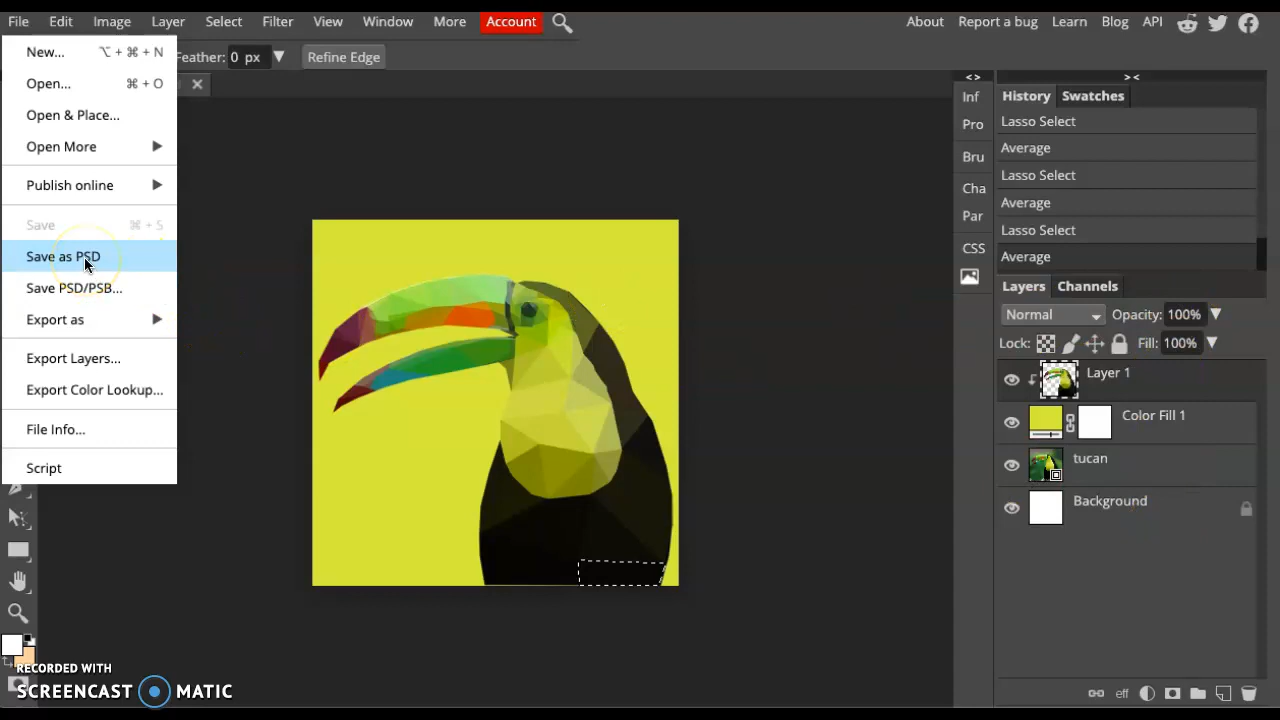 File Edit Image Layer Select Filter View Window More Account About Report a bug Learn Blog API
New... ⌥ + ⌘ + N
Feather: 0 px Refine Edge
Open... ⌘ + O
Open & Place...
Open More
Publish online
Save ⌘ + S
Save as PSD
Save PSD/PSB...
Export as
Export Layers...
Export Color Lookup...
File Info...
Script
<> ><
Inf
Pro
Bru
Cha
Par
CSS
History Swatches
Lasso Select
Average
Lasso Select
Average
Lasso Select
Average
Layers Channels
Normal Opacity: 100%
Lock: Fill: 100%
Layer 1
Color Fill 1
tucan
Background
eff
RECORDED WITH
SCREENCAST MATIC